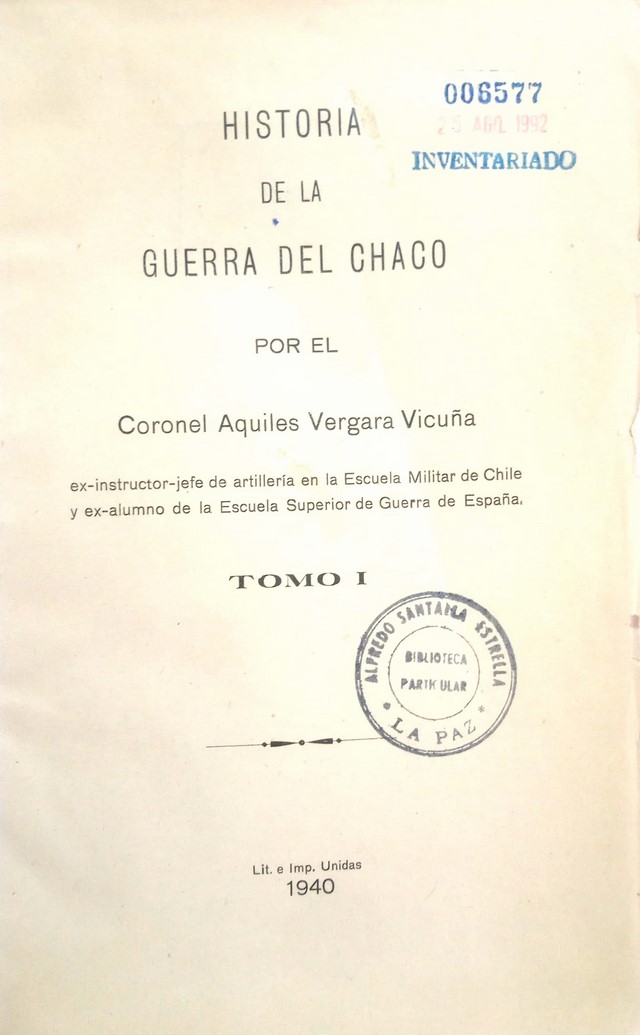 006577
25 AGO. 1992
INVENTARIADO
HISTORIA
DE LA
GUERRA DEL CHACO
POR EL
Coronel Aquiles Vergara Vicuña
ex-instructor-jefe de artillería en la Escuela Militar de Chile
y ex-alumno de la Escuela Superior de Guerra de España.
TOMO I
ALFREDO SANTALLA ESTRELLA
BIBLIOTECA
PARTICULAR
* LA PAZ *
Lit. e Imp. Unidas
1940